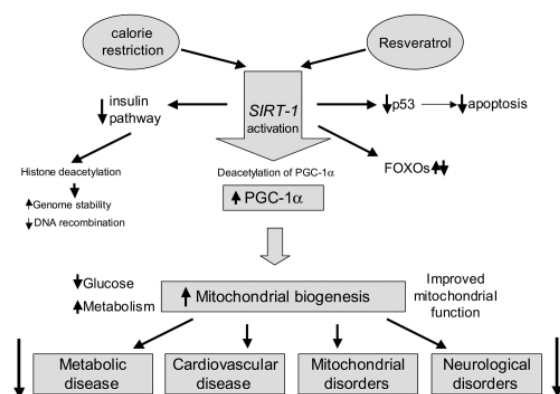 calorie
restriction
Resveratrol
SIRT-1
activation
insulin
pathway
p53
apoptosis
FOXOs
Histone deacetylation
Genome stability
DNA recombination
Deacetylation of PGC-1α
PGC-1α
Glucose
Metabolism
Mitochondrial biogenesis
Improved
mitochondrial
function
Metabolic
disease
Cardiovascular
disease
Mitochondrial
disorders
Neurological
disorders